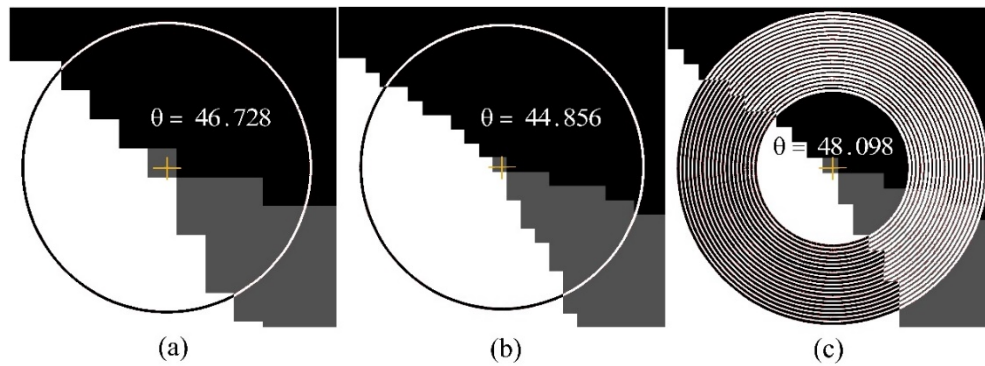 θ = 46.728
θ = 44.856
θ = 48.098
(a)
(b)
(c)